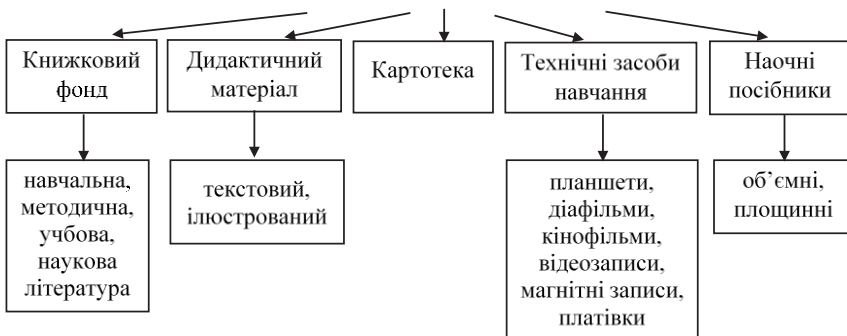 Книжковий
фонд
Дидактичний
матеріал
Картотека
Технічні засоби
навчання
Наочні
посібники
навчальна,
методична,
учбова,
наукова
література
текстовий,
ілюстрований
планшети,
діафільми,
кінофільми,
відеозаписи,
магнітні записи,
платівки
об’ємні,
площинні